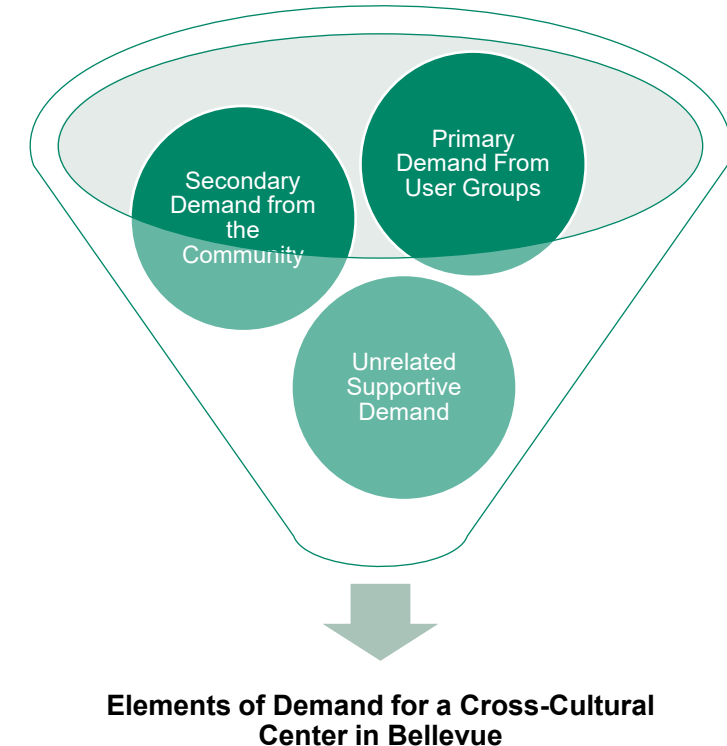 Primary
Demand From
User Groups
Secondary
Demand from
the
Community
Unrelated
Supportive
Demand
Elements of Demand for a Cross-Cultural
Center in Bellevue